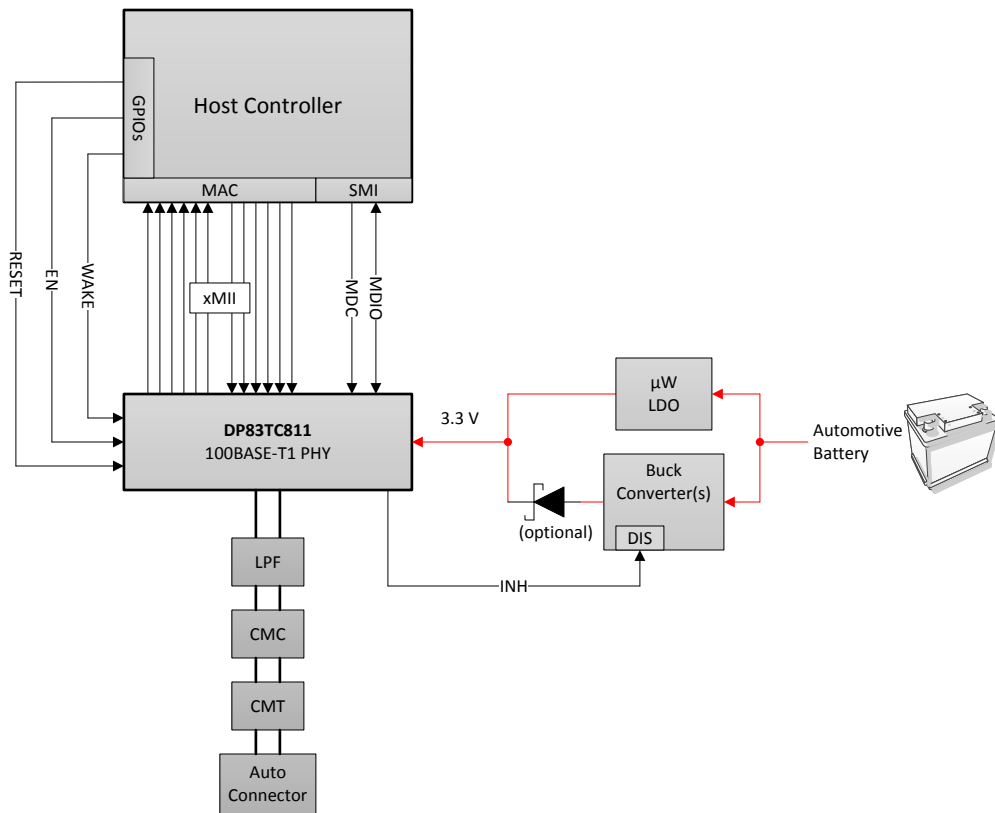 GPIOs
Host Controller
MAC
SMI
RESET
EN
WAKE
xMII
MDC
MDIO
µW
LDO
3.3 V
Automotive
Battery
DP83TC811
100BASE-T1 PHY
Buck
Converter(s)
(optional)
DIS
LPF
INH
CMC
CMT
Auto
Connector